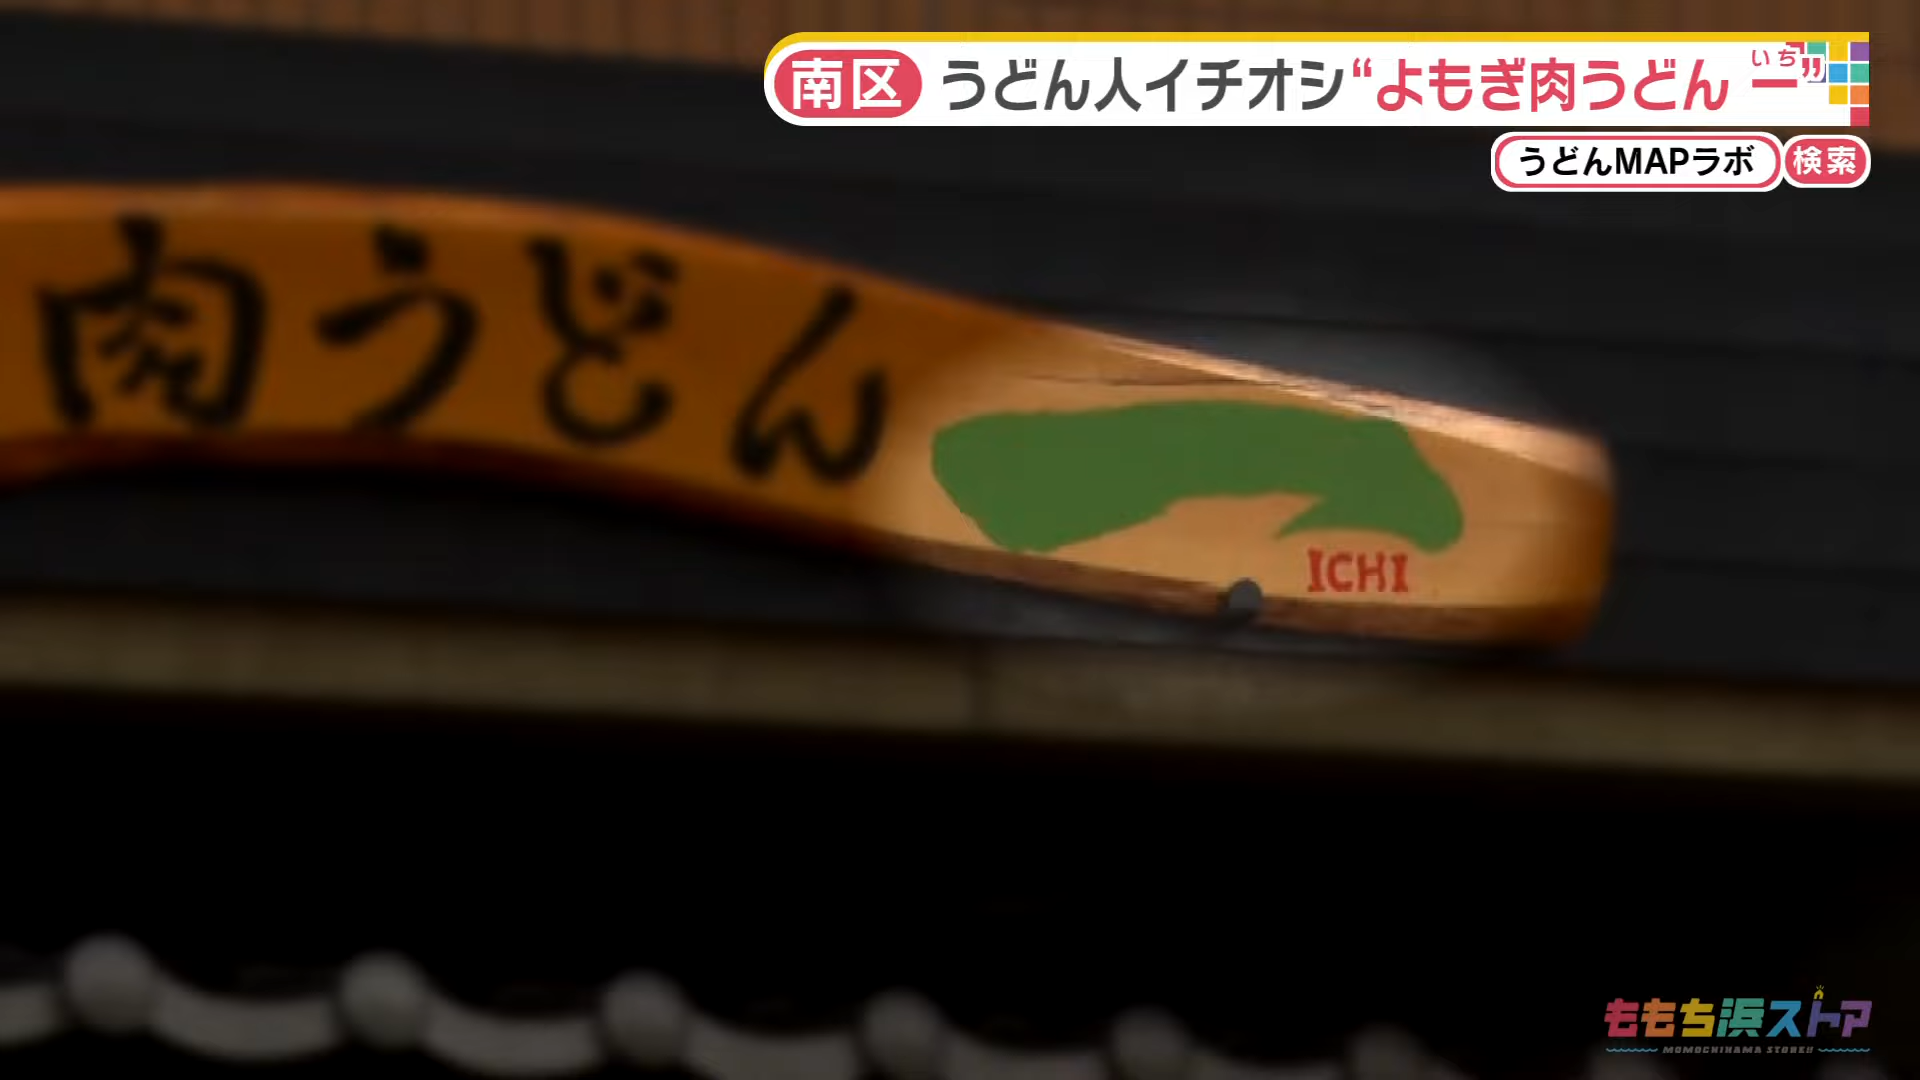 南区 うどん人イチオシ“よもぎ肉うどん 一”
いち
うどんMAPラボ 検索
肉うどん 一
ICHI
ももち浜ストア
MOMOCHIHAMA STORE!!